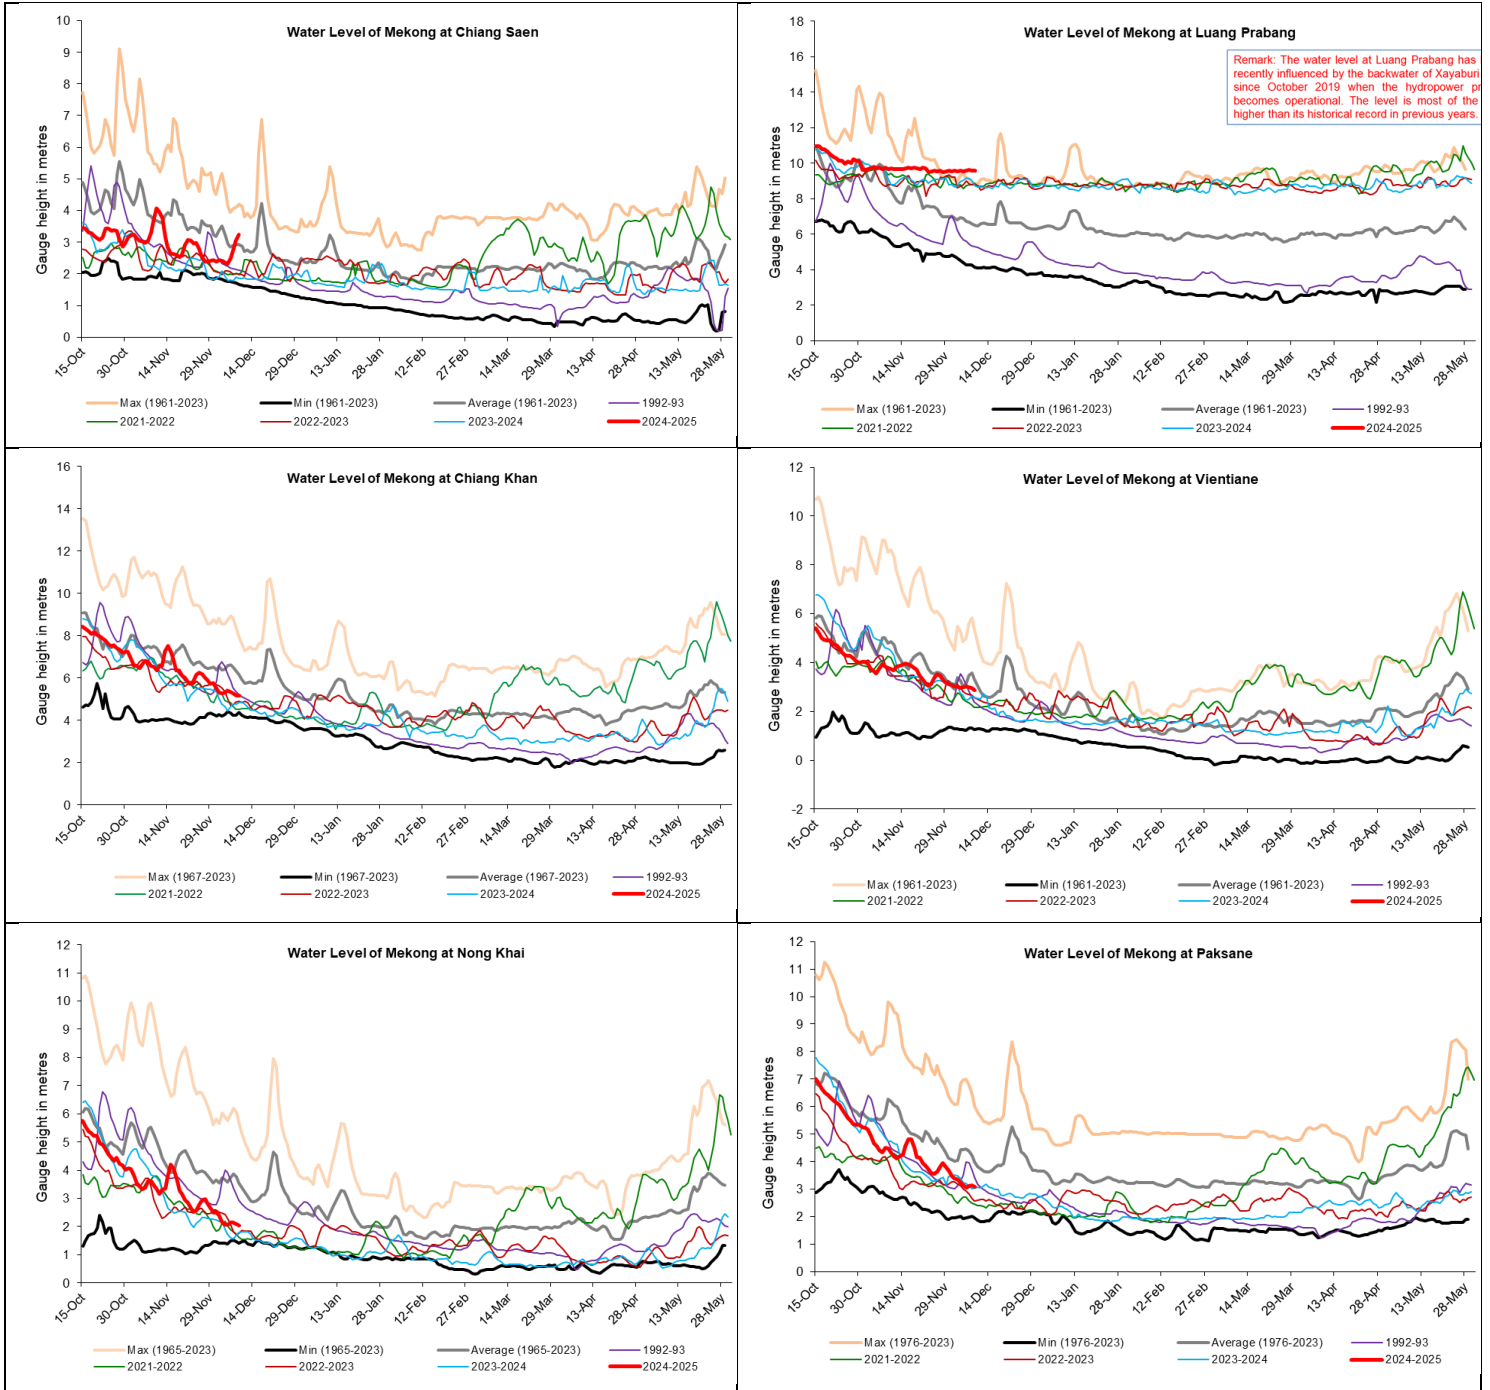 Water Level of Mekong at Chiang Saen
Gauge height in metres
10
9
8
7
6
5
4
3
2
1
0
15-Oct
30-Oct
14-Nov
29-Nov
14-Dec
29-Dec
13-Jan
28-Jan
12-Feb
27-Feb
14-Mar
29-Mar
13-Apr
28-Apr
13-May
28-May
Max (1961-2023) Min (1961-2023) Average (1961-2023) 1992-93
2021-2022 2022-2023 2023-2024 2024-2025
Water Level of Mekong at Luang Prabang
Remark: The water level at Luang Prabang has
recently influenced by the backwater of Xayaburi
since October 2019 when the hydropower pr
becomes operational. The level is most of the
higher than its historical record in previous years.
Gauge height in metres
18
16
14
12
10
8
6
4
2
0
15-Oct
30-Oct
14-Nov
29-Nov
14-Dec
29-Dec
13-Jan
28-Jan
12-Feb
27-Feb
14-Mar
29-Mar
13-Apr
28-Apr
13-May
28-May
Max (1961-2023) Min (1961-2023) Average (1961-2023) 1992-93
2021-2022 2022-2023 2023-2024 2024-2025
Water Level of Mekong at Chiang Khan
Gauge height in metres
16
14
12
10
8
6
4
2
0
15-Oct
30-Oct
14-Nov
29-Nov
14-Dec
29-Dec
13-Jan
28-Jan
12-Feb
27-Feb
14-Mar
29-Mar
13-Apr
28-Apr
13-May
28-May
Max (1967-2023) Min (1967-2023) Average (1967-2023) 1992-93
2021-2022 2022-2023 2023-2024 2024-2025
Water Level of Mekong at Vientiane
Gauge height in metres
12
10
8
6
4
2
0
-2
15-Oct
30-Oct
14-Nov
29-Nov
14-Dec
29-Dec
13-Jan
28-Jan
12-Feb
27-Feb
14-Mar
29-Mar
13-Apr
28-Apr
13-May
28-May
Max (1961-2023) Min (1961-2023) Average (1961-2023) 1992-93
2021-2022 2022-2023 2023-2024 2024-2025
Water Level of Mekong at Nong Khai
Gauge height in metres
12
11
10
9
8
7
6
5
4
3
2
1
0
15-Oct
30-Oct
14-Nov
29-Nov
14-Dec
29-Dec
13-Jan
28-Jan
12-Feb
27-Feb
14-Mar
29-Mar
13-Apr
28-Apr
13-May
28-May
Max (1965-2023) Min (1965-2023) Average (1965-2023) 1992-93
2021-2022 2022-2023 2023-2024 2024-2025
Water Level of Mekong at Paksane
Gauge height in metres
12
11
10
9
8
7
6
5
4
3
2
1
0
15-Oct
30-Oct
14-Nov
29-Nov
14-Dec
29-Dec
13-Jan
28-Jan
12-Feb
27-Feb
14-Mar
29-Mar
13-Apr
28-Apr
13-May
28-May
Max (1976-2023) Min (1976-2023) Average (1976-2023) 1992-93
2021-2022 2022-2023 2023-2024 2024-2025